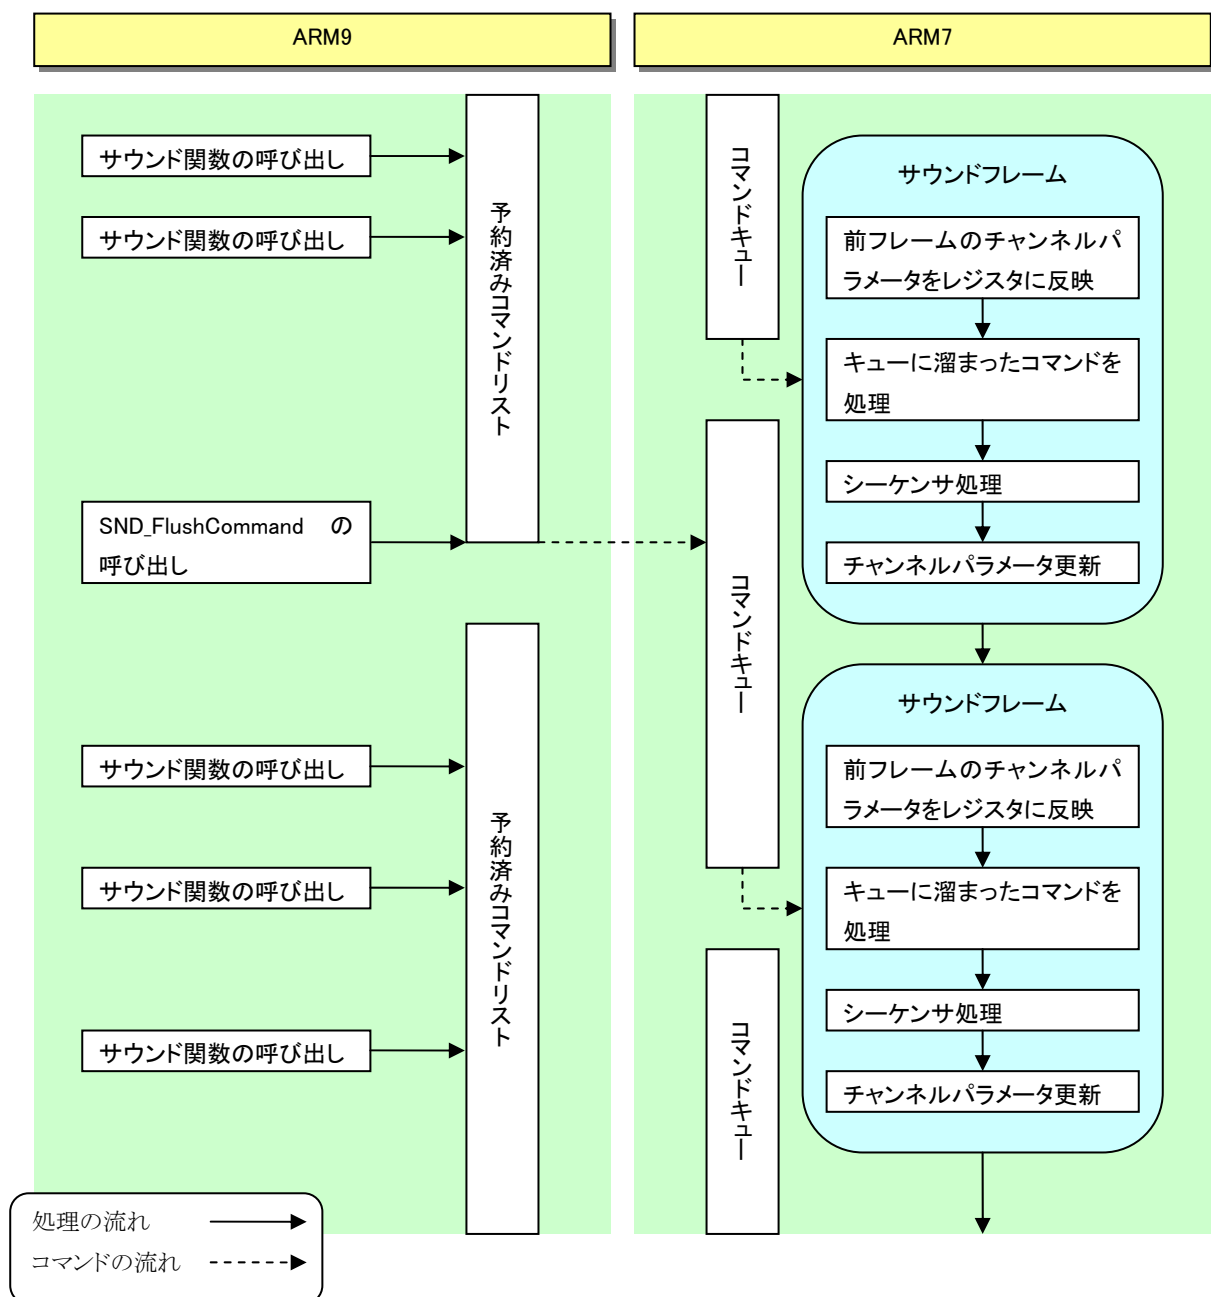 ARM9
サウンド関数の呼び出し
サウンド関数の呼び出し
予約済みコマンドリスト
SND_FlushCommand の
呼び出し
サウンド関数の呼び出し
サウンド関数の呼び出し
サウンド関数の呼び出し
予約済みコマンドリスト
ARM7
コマンドキュー
サウンドフレーム
前フレームのチャンネルパ
ラメータをレジスタに反映
キューに溜まったコマンドを
処理
シーケンサ処理
チャンネルパラメータ更新
コマンドキュー
サウンドフレーム
前フレームのチャンネルパ
ラメータをレジスタに反映
キューに溜まったコマンドを
処理
シーケンサ処理
チャンネルパラメータ更新
コマンドキュー
処理の流れ
コマンドの流れ